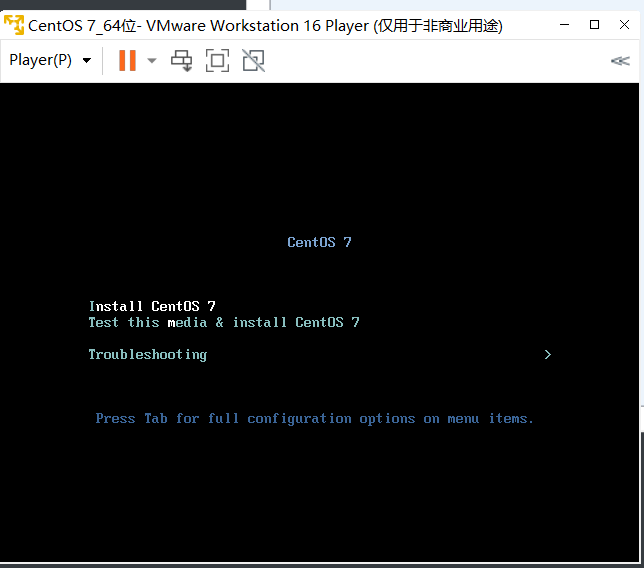 CentOS 7_64位- VMware Workstation 16 Player (仅用于非商业用途)
Player(P)
CentOS 7
Install CentOS 7
Test this media & install CentOS 7
Troubleshooting >
Press Tab for full configuration options on menu items.